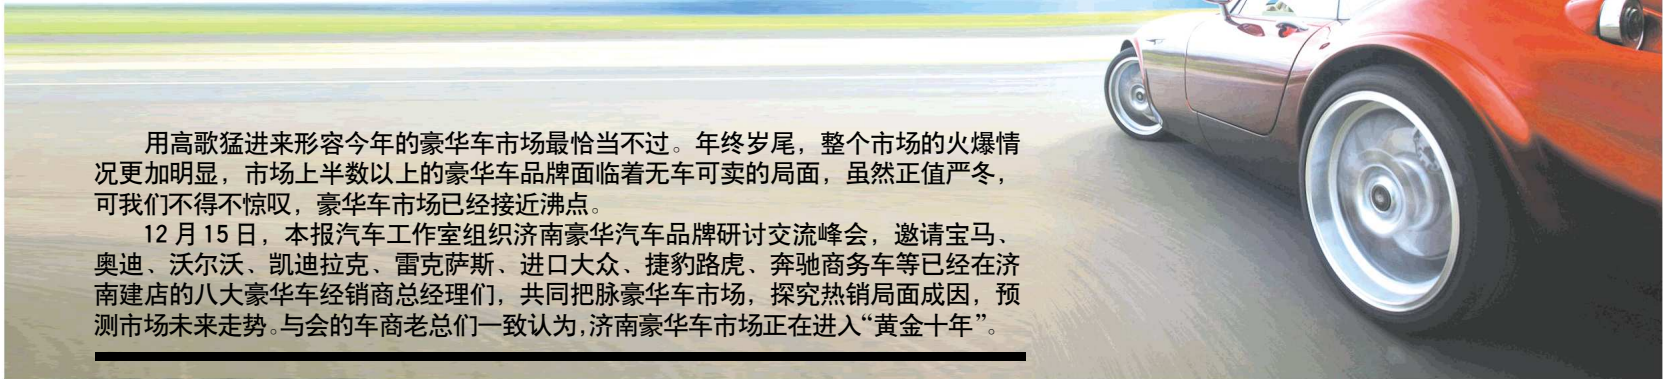 用高歌猛进来形容今年的豪华车市场最恰当不过。年终岁尾，整个市场的火爆情
况更加明显，市场上半数以上的豪华车品牌面临着无车可卖的局面，虽然正值严冬，
可我们不得不惊叹，豪华车市场已经接近沸点。
12月15日，本报汽车工作室组织济南豪华汽车品牌研讨交流峰会，邀请宝马、
奥迪、沃尔沃、凯迪拉克、雷克萨斯、进口大众、捷豹路虎、奔驰商务车等已经在济
南建店的八大豪华车经销商总经理们，共同把脉豪华车市场，探究热销局面成因，预
测市场未来走势。与会的车商老总们一致认为，济南豪华车市场正在进入“黄金十年”。